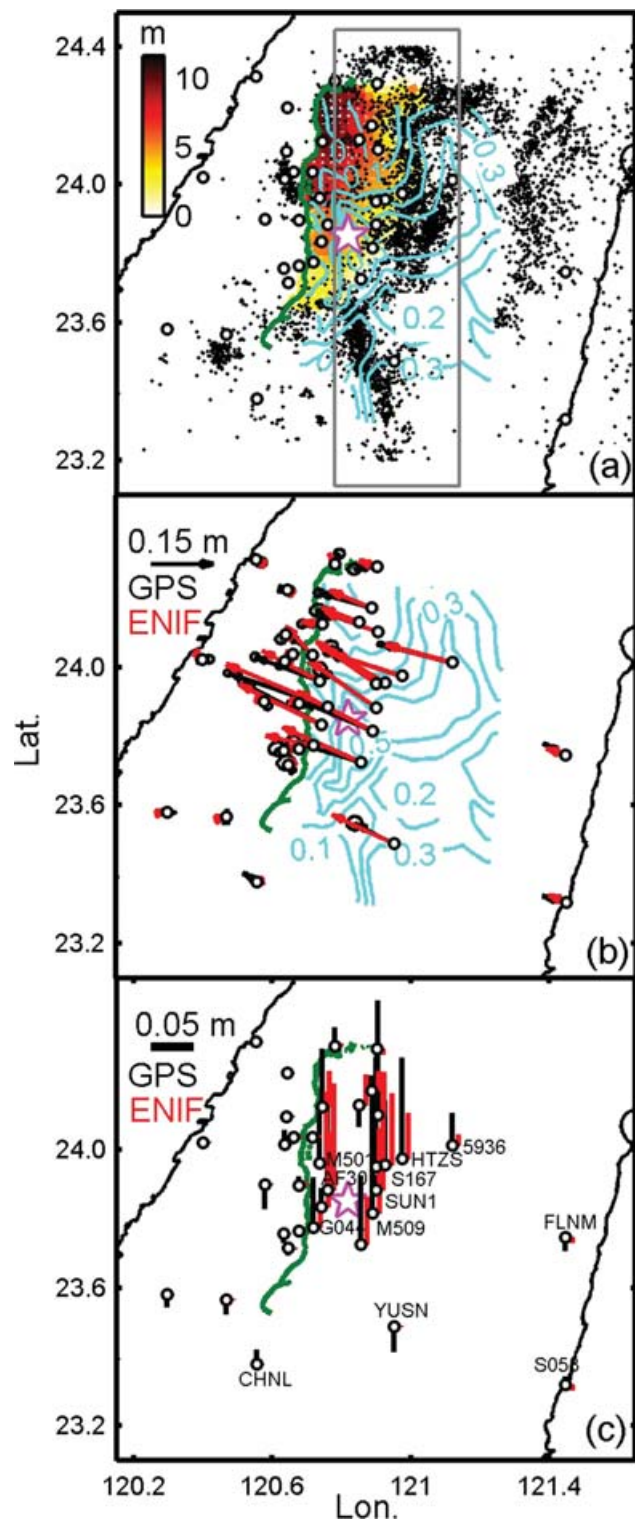 m
10
5
0
24.4
24.0
23.6
23.2
0.3
0.2
0.3
(a)
0.15 m
GPS
ENIF
24.0
23.6
23.2
Lat.
0.3
0.5
0.2
0.1
0.3
(b)
0.05 m
GPS
ENIF
24.0
23.6
23.2
M501
HTZS
5936
AF30
S167
SUN1
G044
M509
FLNM
YUSN
CHNL
S058
(c)
120.2
120.6
121
121.4
Lon.